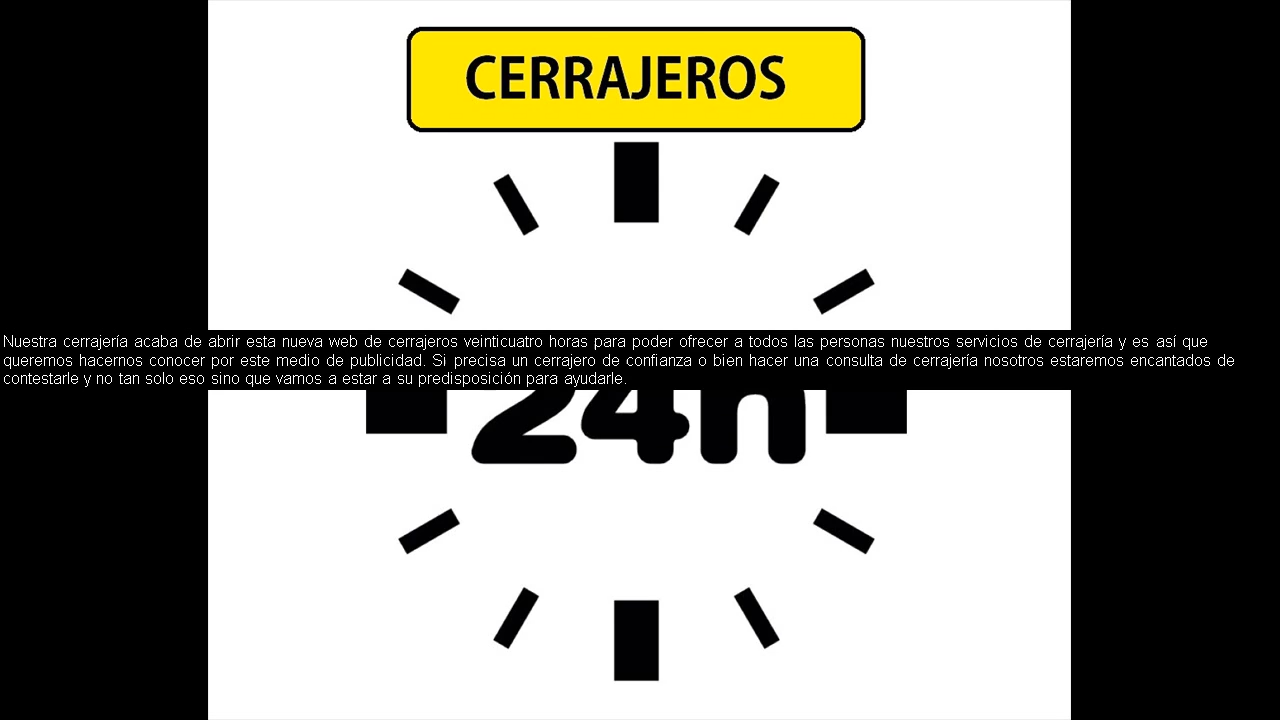 CERRAJEROS
Nuestra cerrajería acaba de abrir esta nueva web de cerrajeros veinticuatro horas para poder ofrecer a todos las personas nuestros servicios de cerrajería y es así que
queremos hacernos conocer por este medio de publicidad. Si precisa un cerrajero de confianza o bien hacer una consulta de cerrajería nosotros estaremos encantados de
contestarle y no tan solo eso sino que vamos a estar a su predisposición para ayudarle.
24h